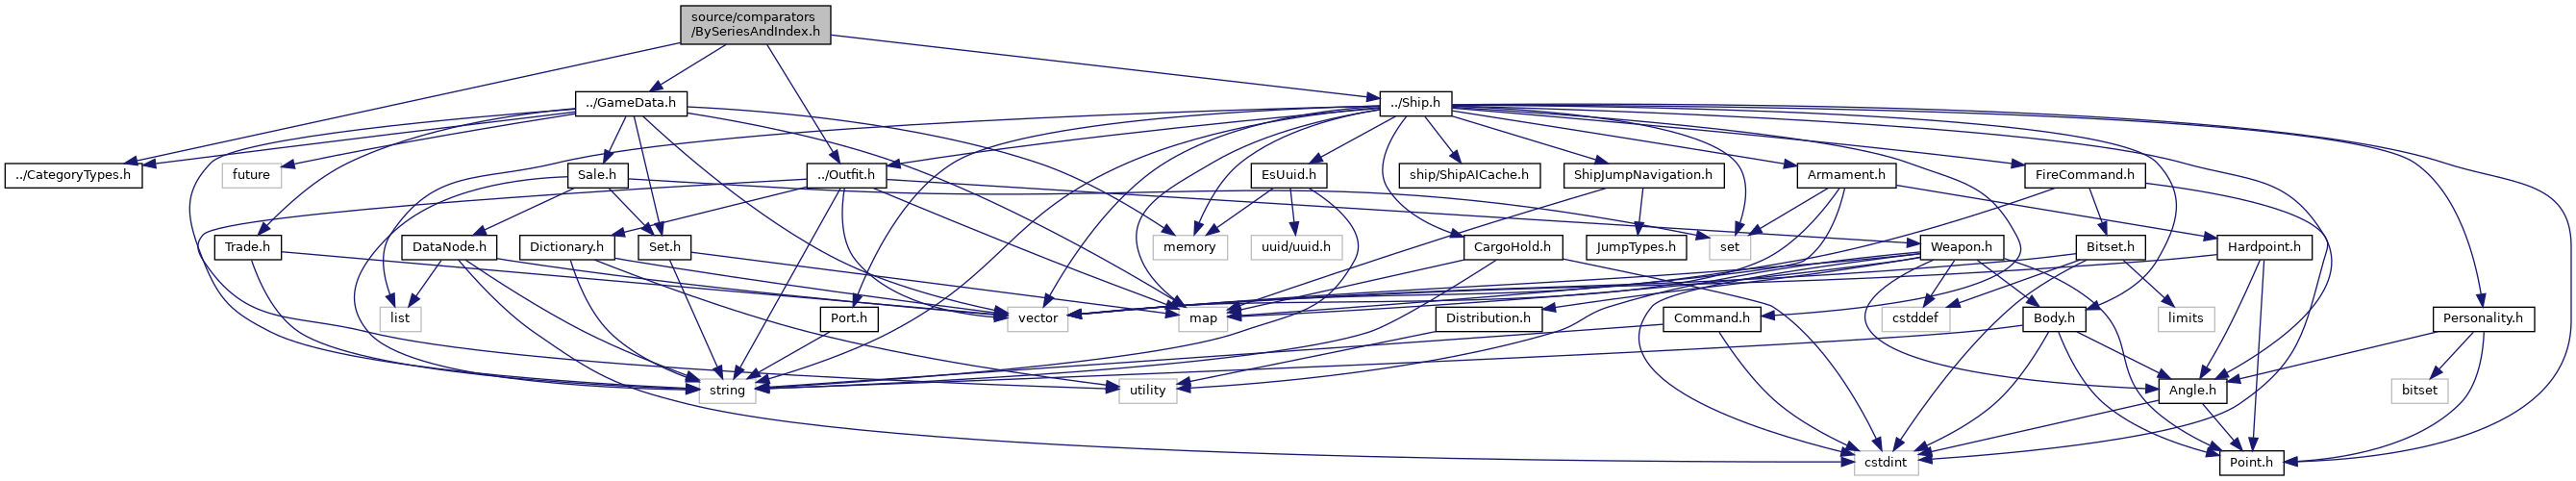 source/comparators
/BySeriesAndIndex.h
../GameData.h
../Ship.h
../CategoryTypes.h
future
Sale.h
../Outfit.h
EsUuid.h
ship/ShipAICache.h
ShipJumpNavigation.h
Armament.h
FireCommand.h
Trade.h
DataNode.h
Dictionary.h
Set.h
memory
uuid/uuid.h
CargoHold.h
JumpTypes.h
set
Weapon.h
Bitset.h
Hardpoint.h
list
Port.h
vector
map
Distribution.h
Command.h
cstddef
Body.h
limits
Personality.h
string
utility
Angle.h
bitset
cstdint
Point.h